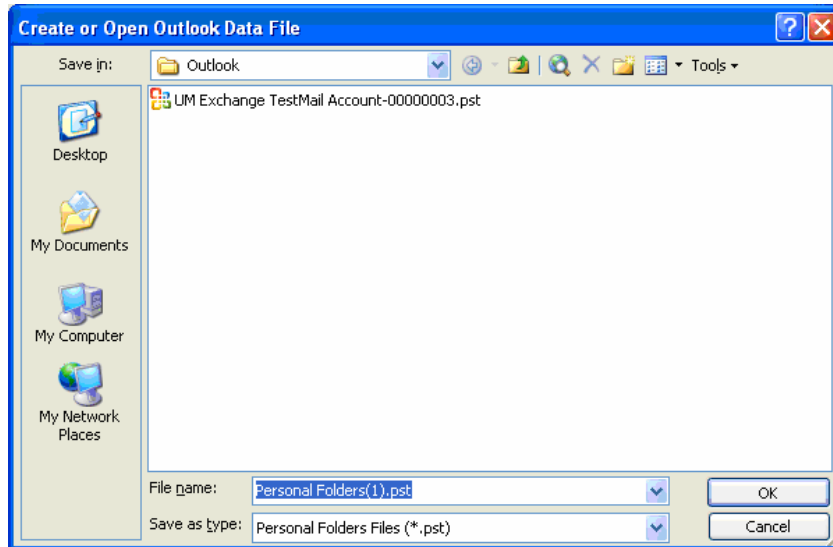 Create or Open Outlook Data File
Save in:
Outlook
Tools
UM Exchange TestMail Account-00000003.pst
Desktop
My Documents
My Computer
My Network
Places
File name:
Personal Folders(1).pst
OK
Save as type:
Personal Folders Files (*.pst)
Cancel